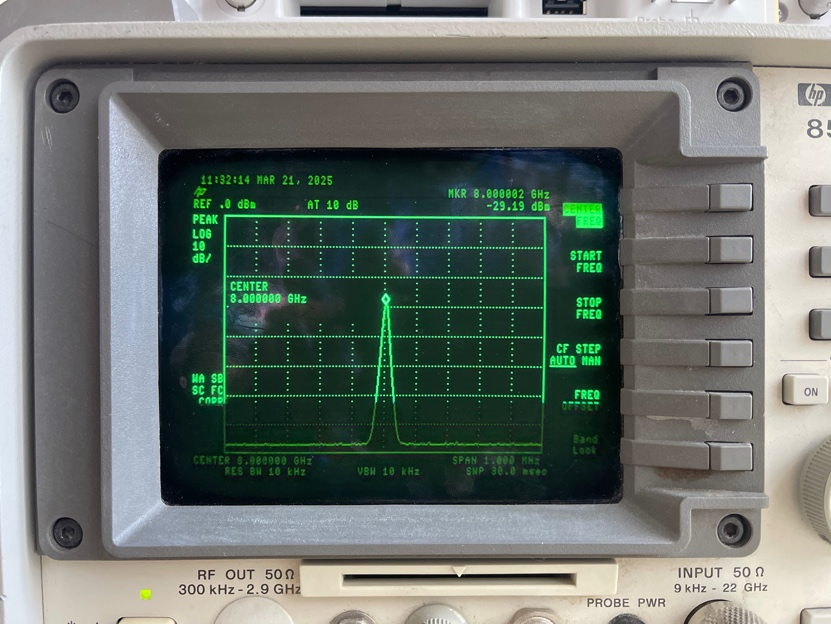 hp
85
11:32:14 MAR 21, 2025
MKR 8.000002 GHz
REF .0 dBm AT 10 dB -29.19 dBm
PEAK
LOG
10
dB/
CENTER
8.000000 GHz
WA SB
SC FC
CORR
CENTER 8.000000 GHz SPAN 1.000 MHz
RES BW 10 kHz VBW 10 kHz SWP 30.0 msec
CENTER
FREQ
START
FREQ
STOP
FREQ
CF STEP
AUTO MAN
FREQ
OFFSET
Band
Lock
ON
RF OUT 50Ω
300 kHz - 2.9 GHz
INPUT 50 Ω
9 kHz - 22 GHz
PROBE PWR